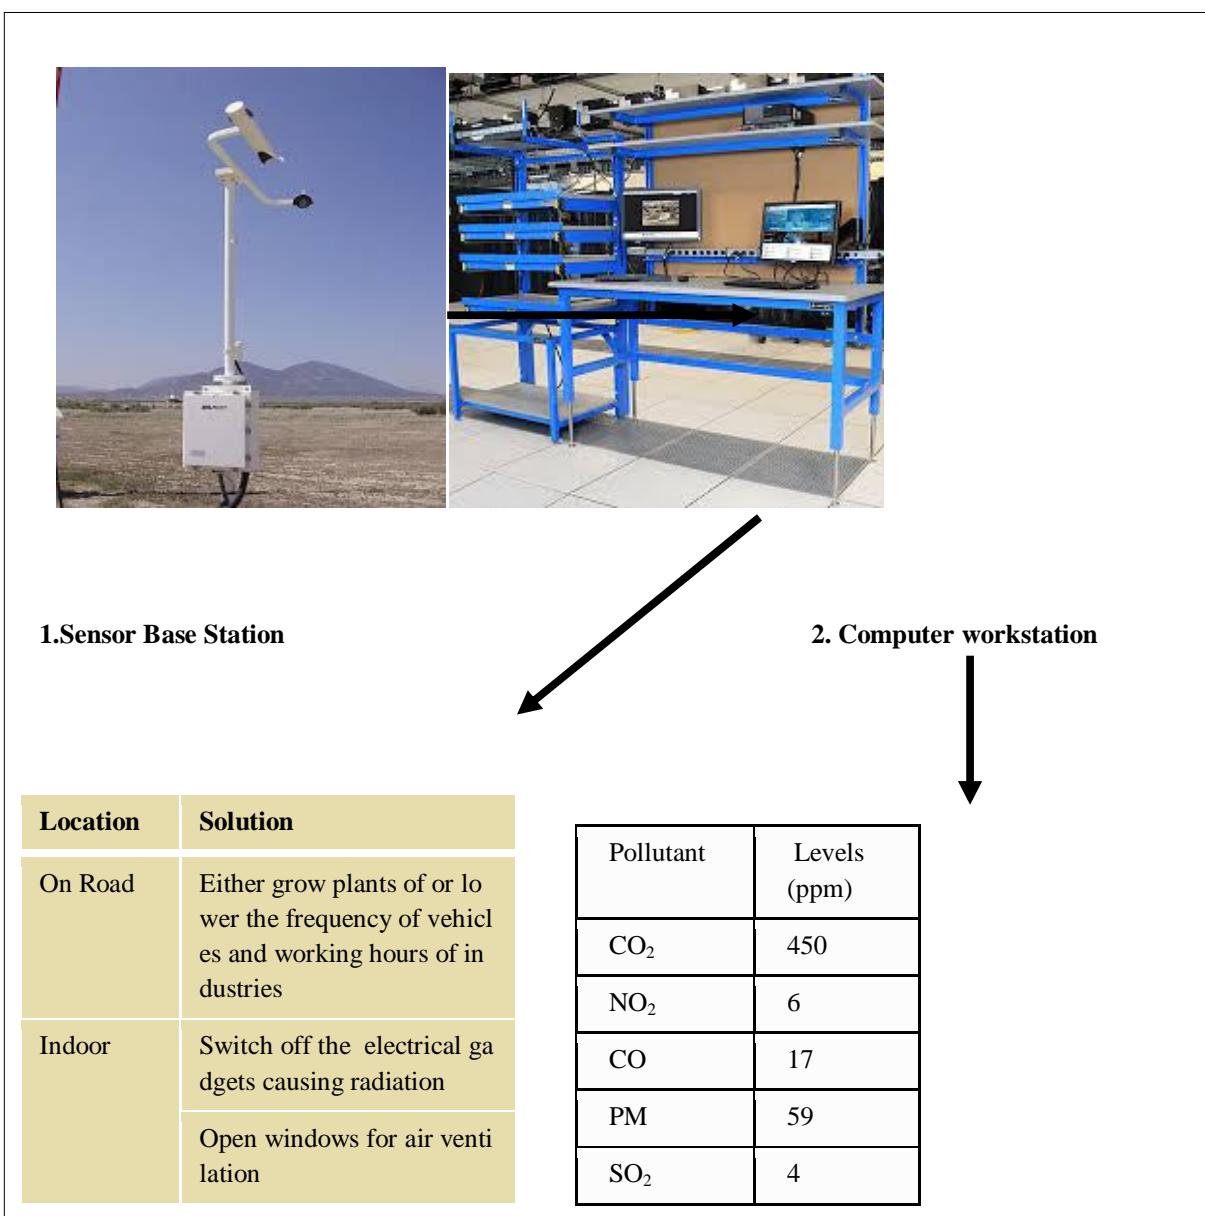 1.Sensor Base Station
2. Computer workstation
Location
Solution
On Road
Either grow plants of or lo
wer the frequency of vehicl
es and working hours of in
dustries
Indoor
Switch off the electrical ga
dgets causing radiation
Open windows for air venti
lation
Pollutant
Levels
(ppm)
CO₂
450
NO₂
6
CO
17
PM
59
SO₂
4